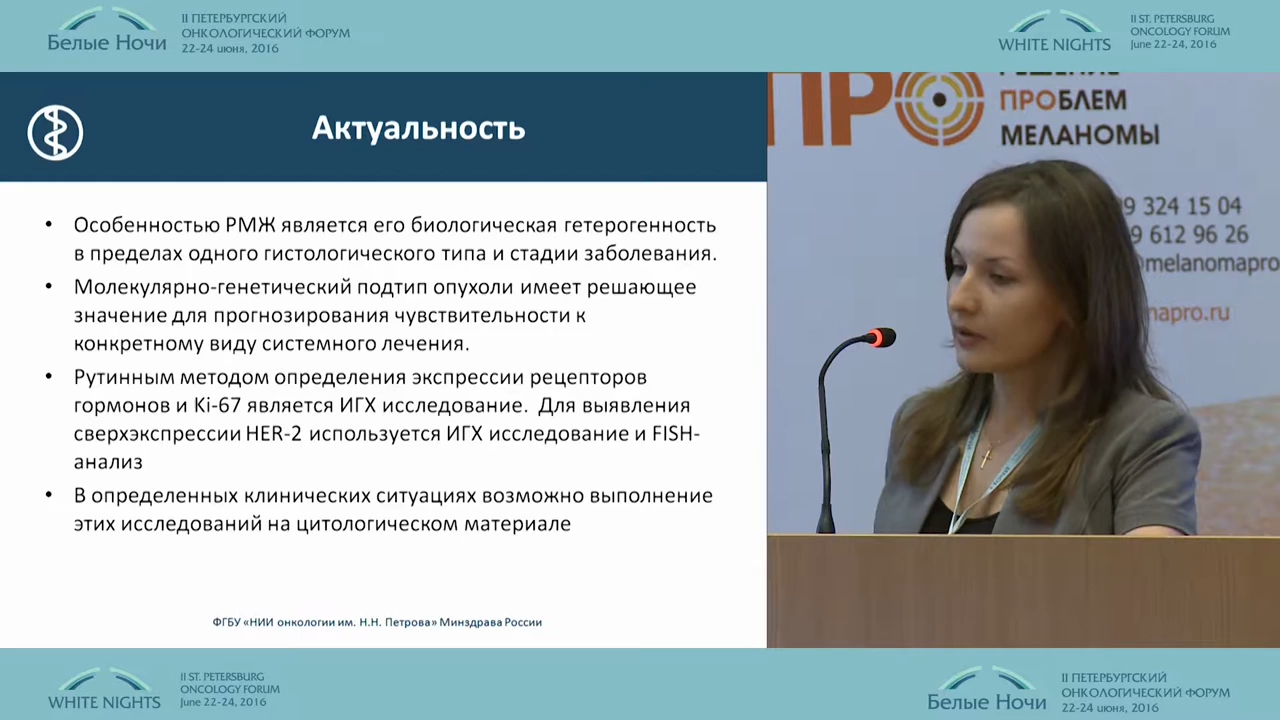 Белые Ночи
II ПЕТЕРБУРГСКИЙ
ОНКОЛОГИЧЕСКИЙ ФОРУМ
22-24 июня, 2016
WHITE NIGHTS
II ST. PETERSBURG
ONCOLOGY FORUM
June 22-24, 2016
Актуальность
• Особенностью РМЖ является его биологическая гетерогенность
в пределах одного гистологического типа и стадии заболевания.
• Молекулярно-генетический подтип опухоли имеет решающее
значение для прогнозирования чувствительности к
конкретному виду системного лечения.
• Рутинным методом определения экспрессии рецепторов
гормонов и Ki-67 является ИГХ исследование. Для выявления
сверхэкспрессии HER-2 используется ИГХ исследование и FISH-
анализ
• В определенных клинических ситуациях возможно выполнение
этих исследований на цитологическом материале
ФГБУ «НИИ онкологии им. Н.Н. Петрова» Минздрава России
ПРО
РЕШЕНИЕ
ПРОБЛЕМ
МЕЛАНОМЫ
9 324 15 04
9 612 96 26
@melanomapro
mapro.ru
WHITE NIGHTS
II ST. PETERSBURG
ONCOLOGY FORUM
June 22-24, 2016
Белые Ночи
II ПЕТЕРБУРГСКИЙ
ОНКОЛОГИЧЕСКИЙ ФОРУМ
22-24 июня, 2016